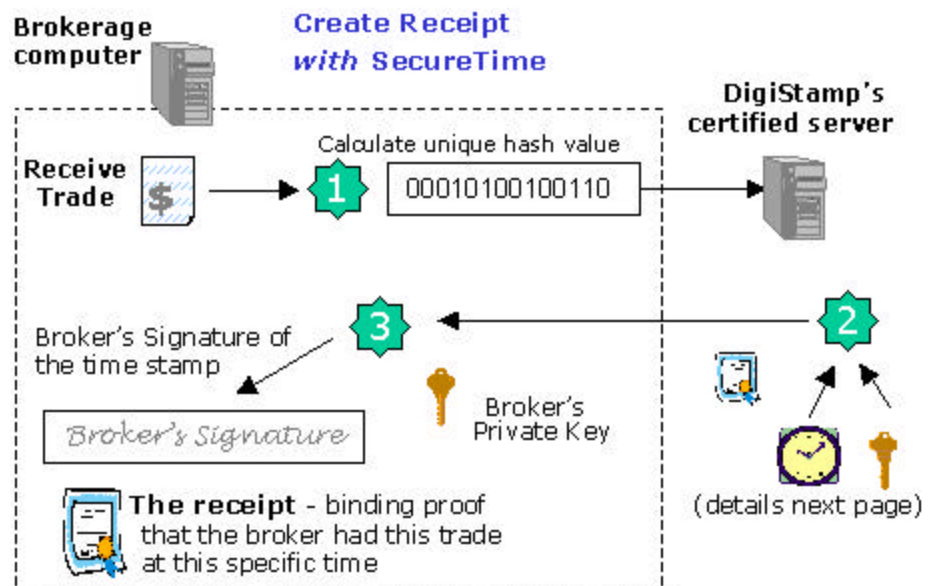 Brokerage
computer
Create Receipt
with SecureTime
DigiStamp's
certified server
Receive
Trade
$
1
Calculate unique hash value
00010100100110
Broker's Signature of
the time stamp
3
2
Broker's
Private Key
Broker's Signature
(details next page)
The receipt - binding proof
that the broker had this trade
at this specific time